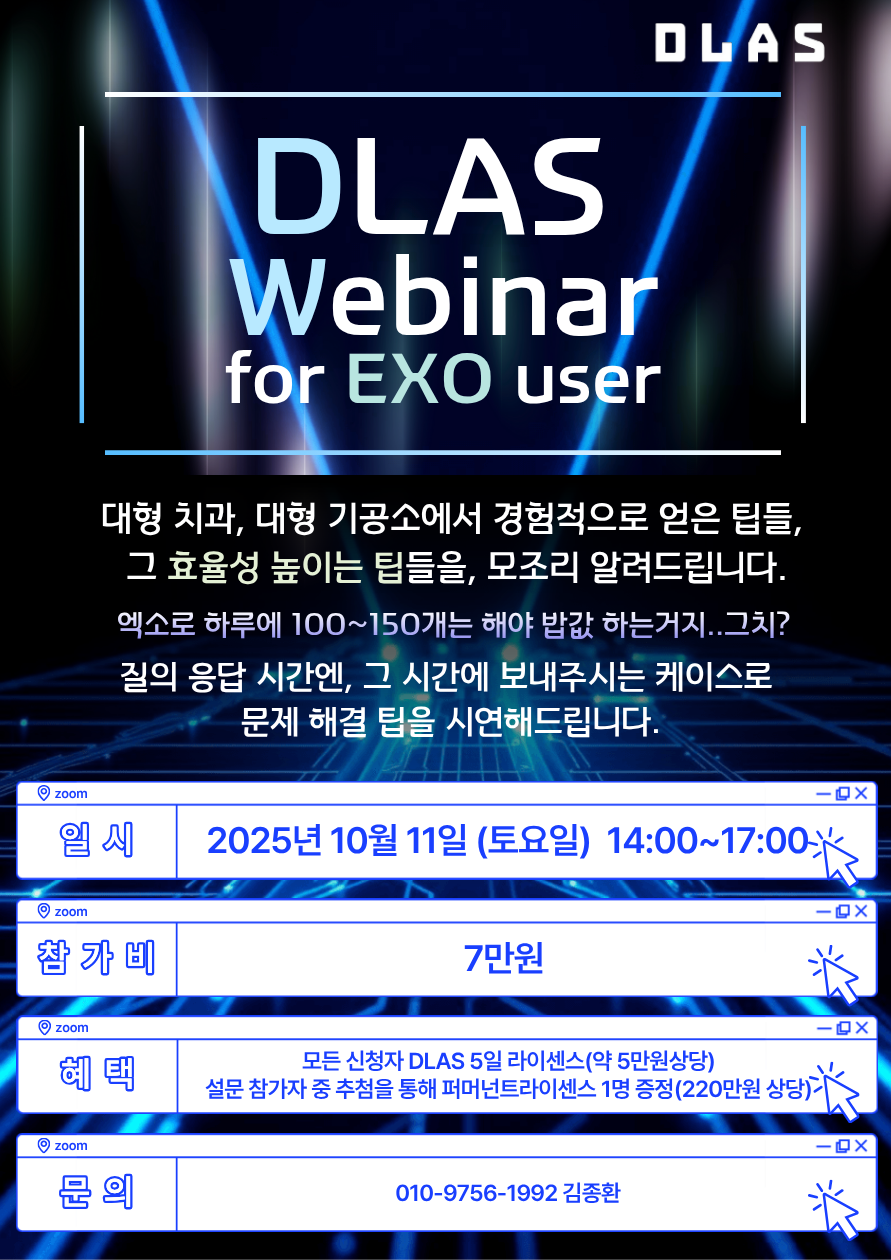 DLAS
DLAS
Webinar
for EXO user
대형 치과, 대형 기공소에서 경험적으로 얻은 팁들,
그 효율성 높이는 팁들을, 모조리 알려드립니다.
엑소로 하루에 100~150개는 해야 밥값 하는거지..그치?
질의 응답 시간엔, 그 시간에 보내주시는 케이스로
문제 해결 팁을 시연해드립니다.
zoom
일시
2025년 10월 11일 (토요일) 14:00~17:00
zoom
참가비
7만원
zoom
혜택
모든 신청자 DLAS 5일 라이센스(약 5만원상당)
설문 참가자 중 추첨을 통해 퍼머넌트라이센스 1명 증정(220만원 상당)
zoom
문의
010-9756-1992 김종환